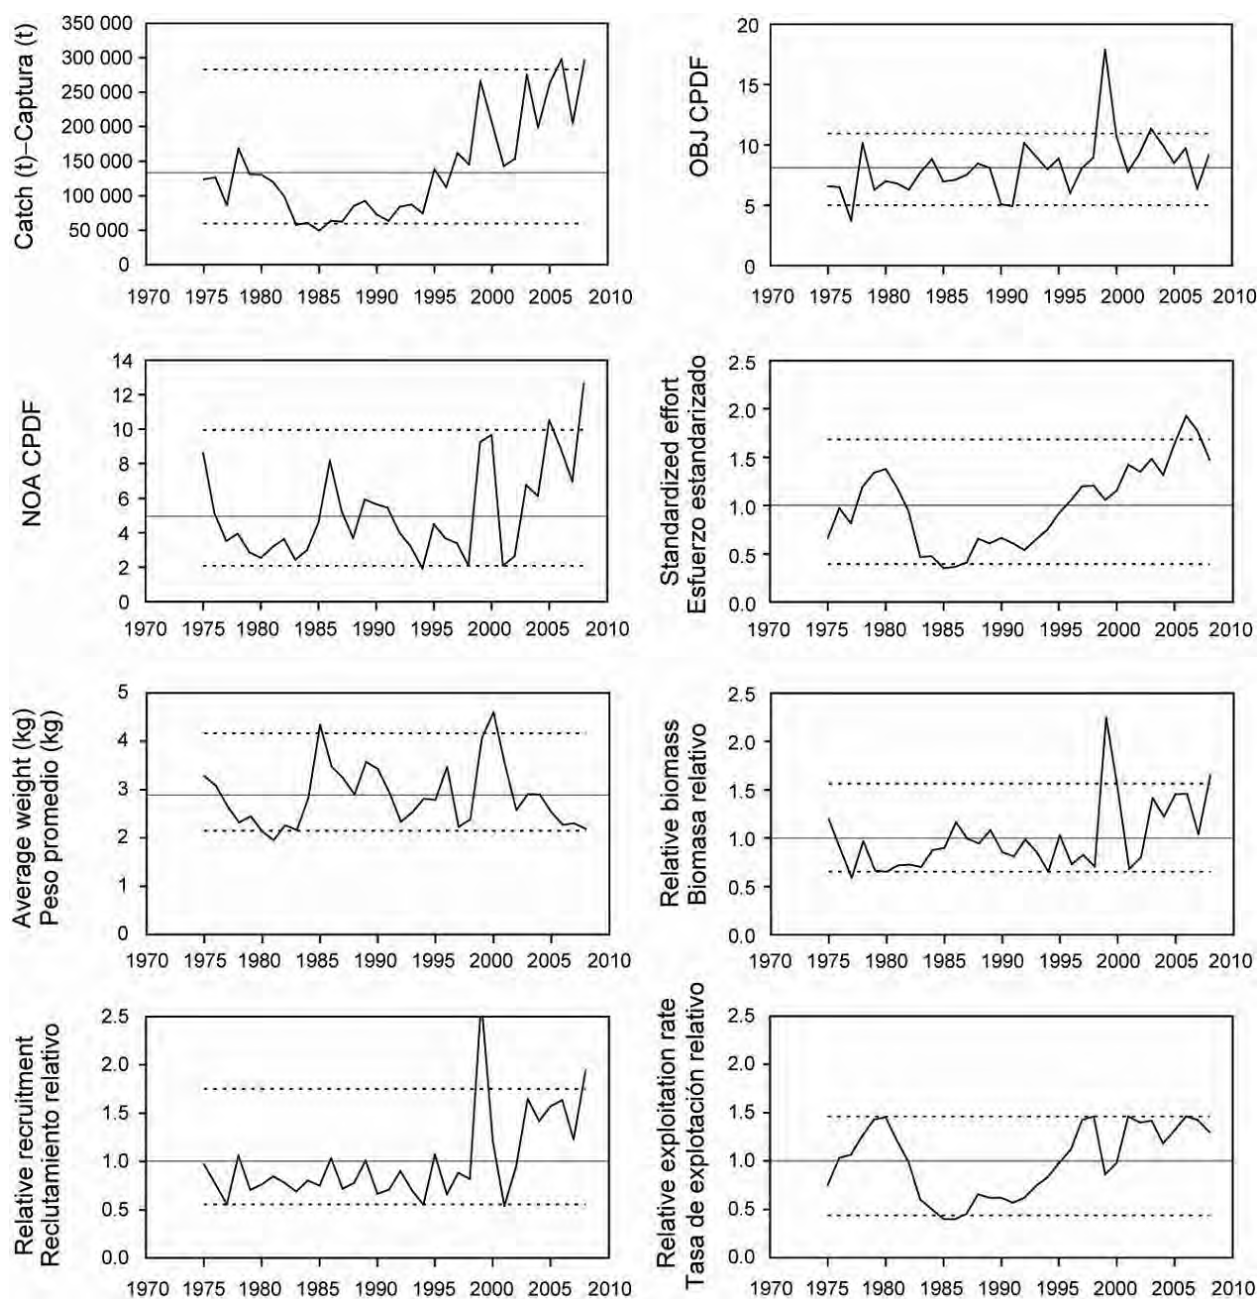 Catch (t)–Captura (t)
350 000
300 000
250 000
200 000
150 000
100 000
50 000
0
1970 1975 1980 1985 1990 1995 2000 2005 2010
OBJ CPDF
20
15
10
5
0
1970 1975 1980 1985 1990 1995 2000 2005 2010
NOA CPDF
14
12
10
8
6
4
2
0
1970 1975 1980 1985 1990 1995 2000 2005 2010
Standardized effort
Esfuerzo estandarizado
2.5
2.0
1.5
1.0
0.5
0.0
1970 1975 1980 1985 1990 1995 2000 2005 2010
Average weight (kg)
Peso promedio (kg)
5
4
3
2
1
0
1970 1975 1980 1985 1990 1995 2000 2005 2010
Relative biomass
Biomasa relativo
2.5
2.0
1.5
1.0
0.5
0.0
1970 1975 1980 1985 1990 1995 2000 2005 2010
Relative recruitment
Reclutamiento relativo
2.5
2.0
1.5
1.0
0.5
0.0
1970 1975 1980 1985 1990 1995 2000 2005 2010
Relative exploitation rate
Tasa de explotación relativo
2.5
2.0
1.5
1.0
0.5
0.0
1970 1975 1980 1985 1990 1995 2000 2005 2010